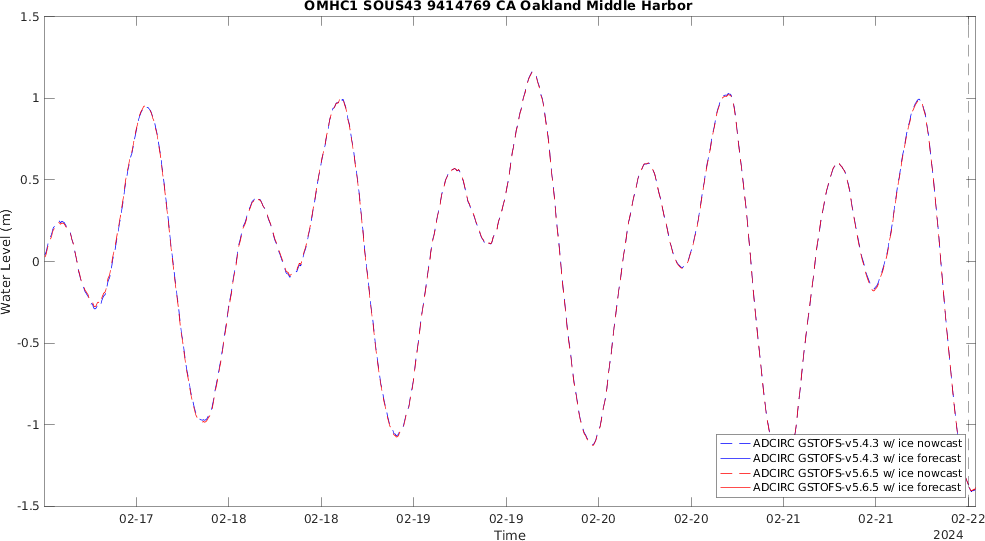 OMHC1 SOUS43 9414769 CA Oakland Middle Harbor
1.5
1
0.5
0
-0.5
-1
-1.5
Water Level (m)
ADCIRC GSTOFS-v5.4.3 w/ ice nowcast
ADCIRC GSTOFS-v5.4.3 w/ ice forecast
ADCIRC GSTOFS-v5.6.5 w/ ice nowcast
ADCIRC GSTOFS-v5.6.5 w/ ice forecast
02-17 02-18 02-18 02-19 02-19 02-20 02-20 02-21 02-21 02-22
Time
2024